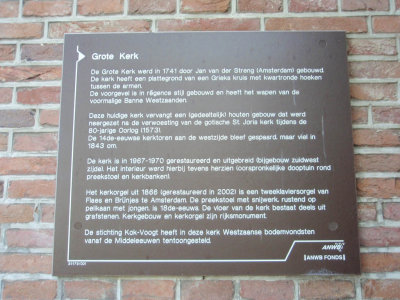 Grote Kerk
De Grote Kerk werd in 1741 door Jan van der Streng (Amsterdam) gebouwd.
De kerk heeft een plattegrond van een Grieks kruis met kwartronde hoeken
tussen de armen.
De voorgevel is in régence stijl gebouwd en heeft het wapen van de
voormalige Banne Westzaanden.
Deze huidige kerk vervangt een (gedeeltelijk) houten gebouw dat werd
neergezet na de verwoesting van de gotische St Joris kerk tijdens de
80-jarige Oorlog (1573).
De 14de-eeuwse kerktoren aan de westzijde bleef gespaard, maar viel in
1843 om.
De kerk is in 1967-1970 gerestaureerd en uitgebreid (bijgebouw zuidwest
zijde). Het interieur werd hierbij tevens herzien (oorspronkelijke dooptuin rond
preekstoel en kerkbanken).
Het kerkorgel uit 1866 (gerestaureerd in 2002) is een tweeklaviersorgel van
Flaes en Brünjes te Amsterdam. De preekstoel met snijwerk, rustend op
pelikaan met jongen, is 18de-eeuws. De vloer van de kerk bestaat deels uit
grafstenen. Kerkgebouw en kerkorgel zijn rijksmonument.
De stichting Kok-Voogt heeft in deze kerk Westzaanse bodemvondsten
vanaf de Middeleeuwen tentoongesteld.
ANWB
ANWB FONDS